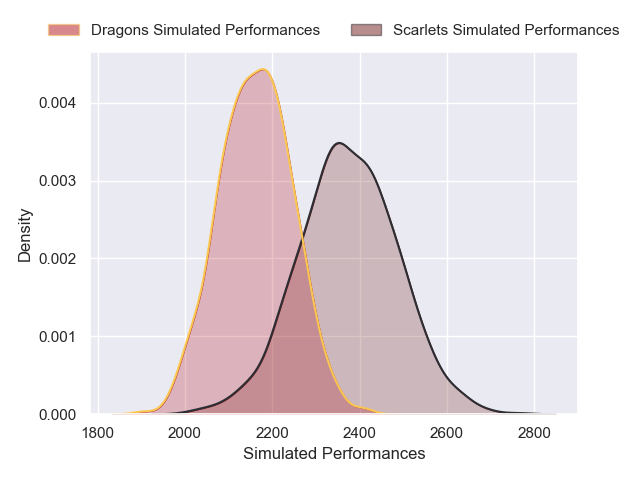 Dragons Simulated Performances Scarlets Simulated Performances
0.004
0.003
0.002
0.001
0.000
Density
1800 2000 2200 2400 2600 2800
Simulated Performances